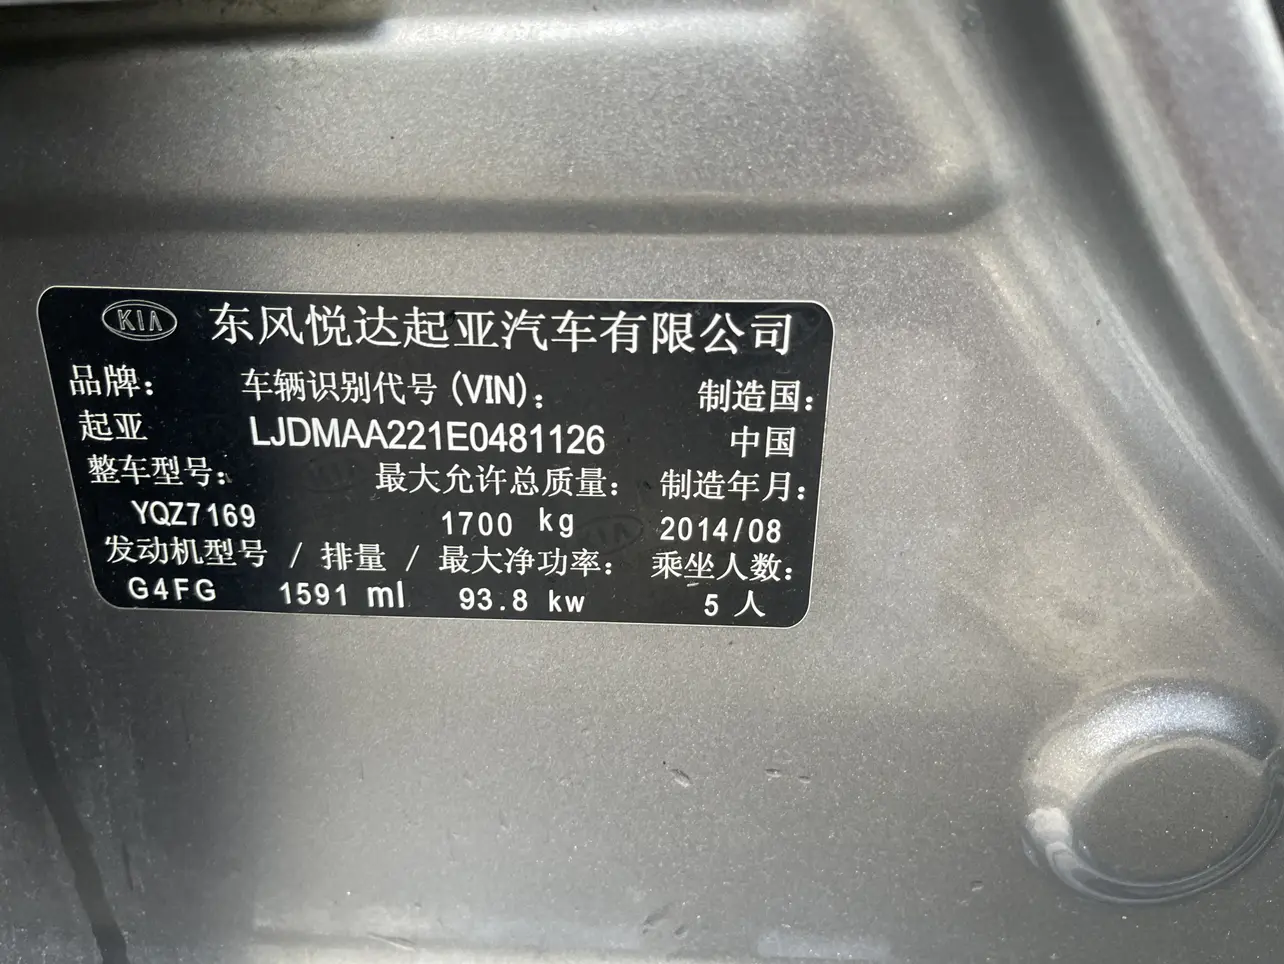 KIA 东风悦达起亚汽车有限公司
品牌： 车辆识别代号(VIN)： 制造国：
起亚 LJDMAA221E0481126 中国
整车型号： 最大允许总质量： 制造年月：
YQZ7169 1700 kg 2014/08
发动机型号 / 排量 / 最大净功率： 乘坐人数：
G4FG 1591 ml 93.8 kw 5 人